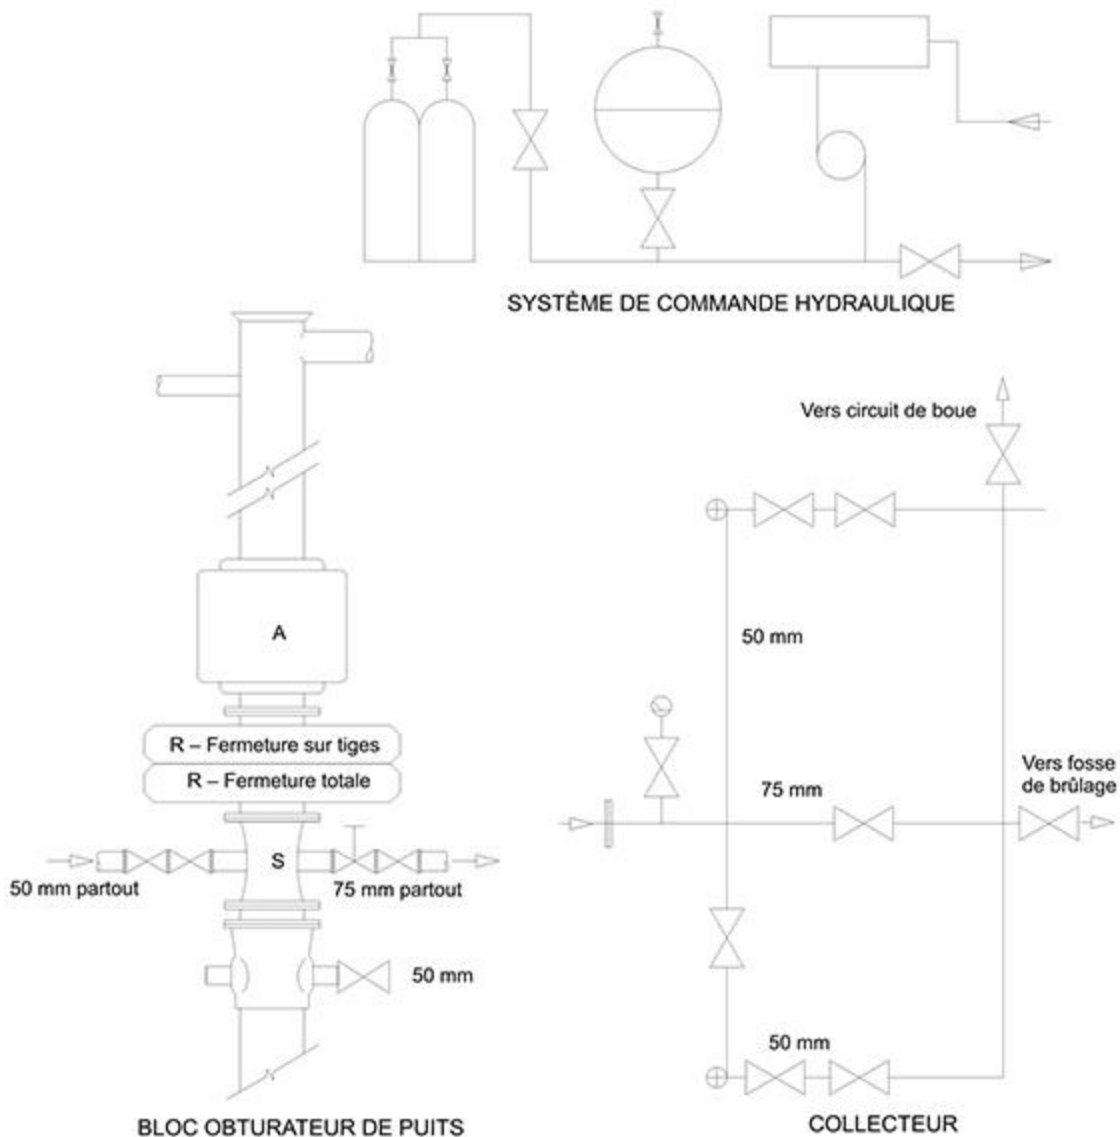 SYSTÈME DE COMMANDE HYDRAULIQUE
Vers circuit de boue
A
50 mm
R – Fermeture sur tiges
R – Fermeture totale
Vers fosse
de brûlage
75 mm
S
50 mm partout
75 mm partout
50 mm
50 mm
BLOC OBTURATEUR DE PUITS
COLLECTEUR